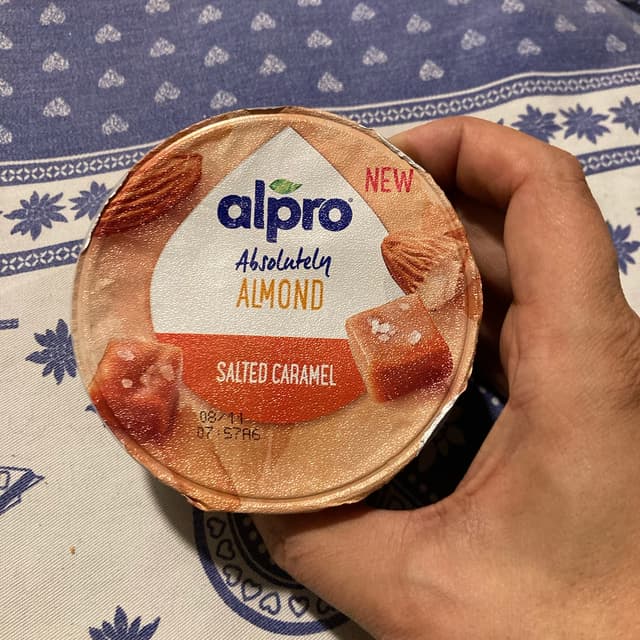 NEW
alpro
Absolutely
ALMOND
SALTED CARAMEL
08/11
07:57A6